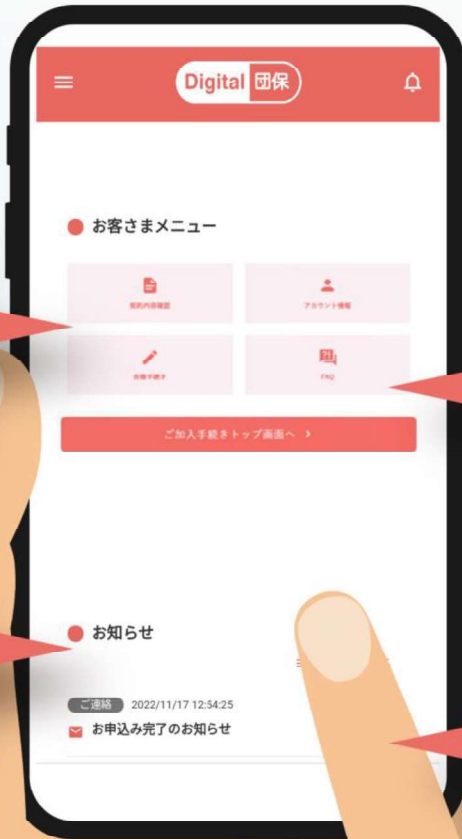 Digital 団保
お客さまメニュー
契約内容確認
アカウント情報
各種手続き
FAQ
ご加入手続きトップ画面へ
お知らせ
ご連絡 2022/11/17 12:54:25
お申込み完了のお知らせ